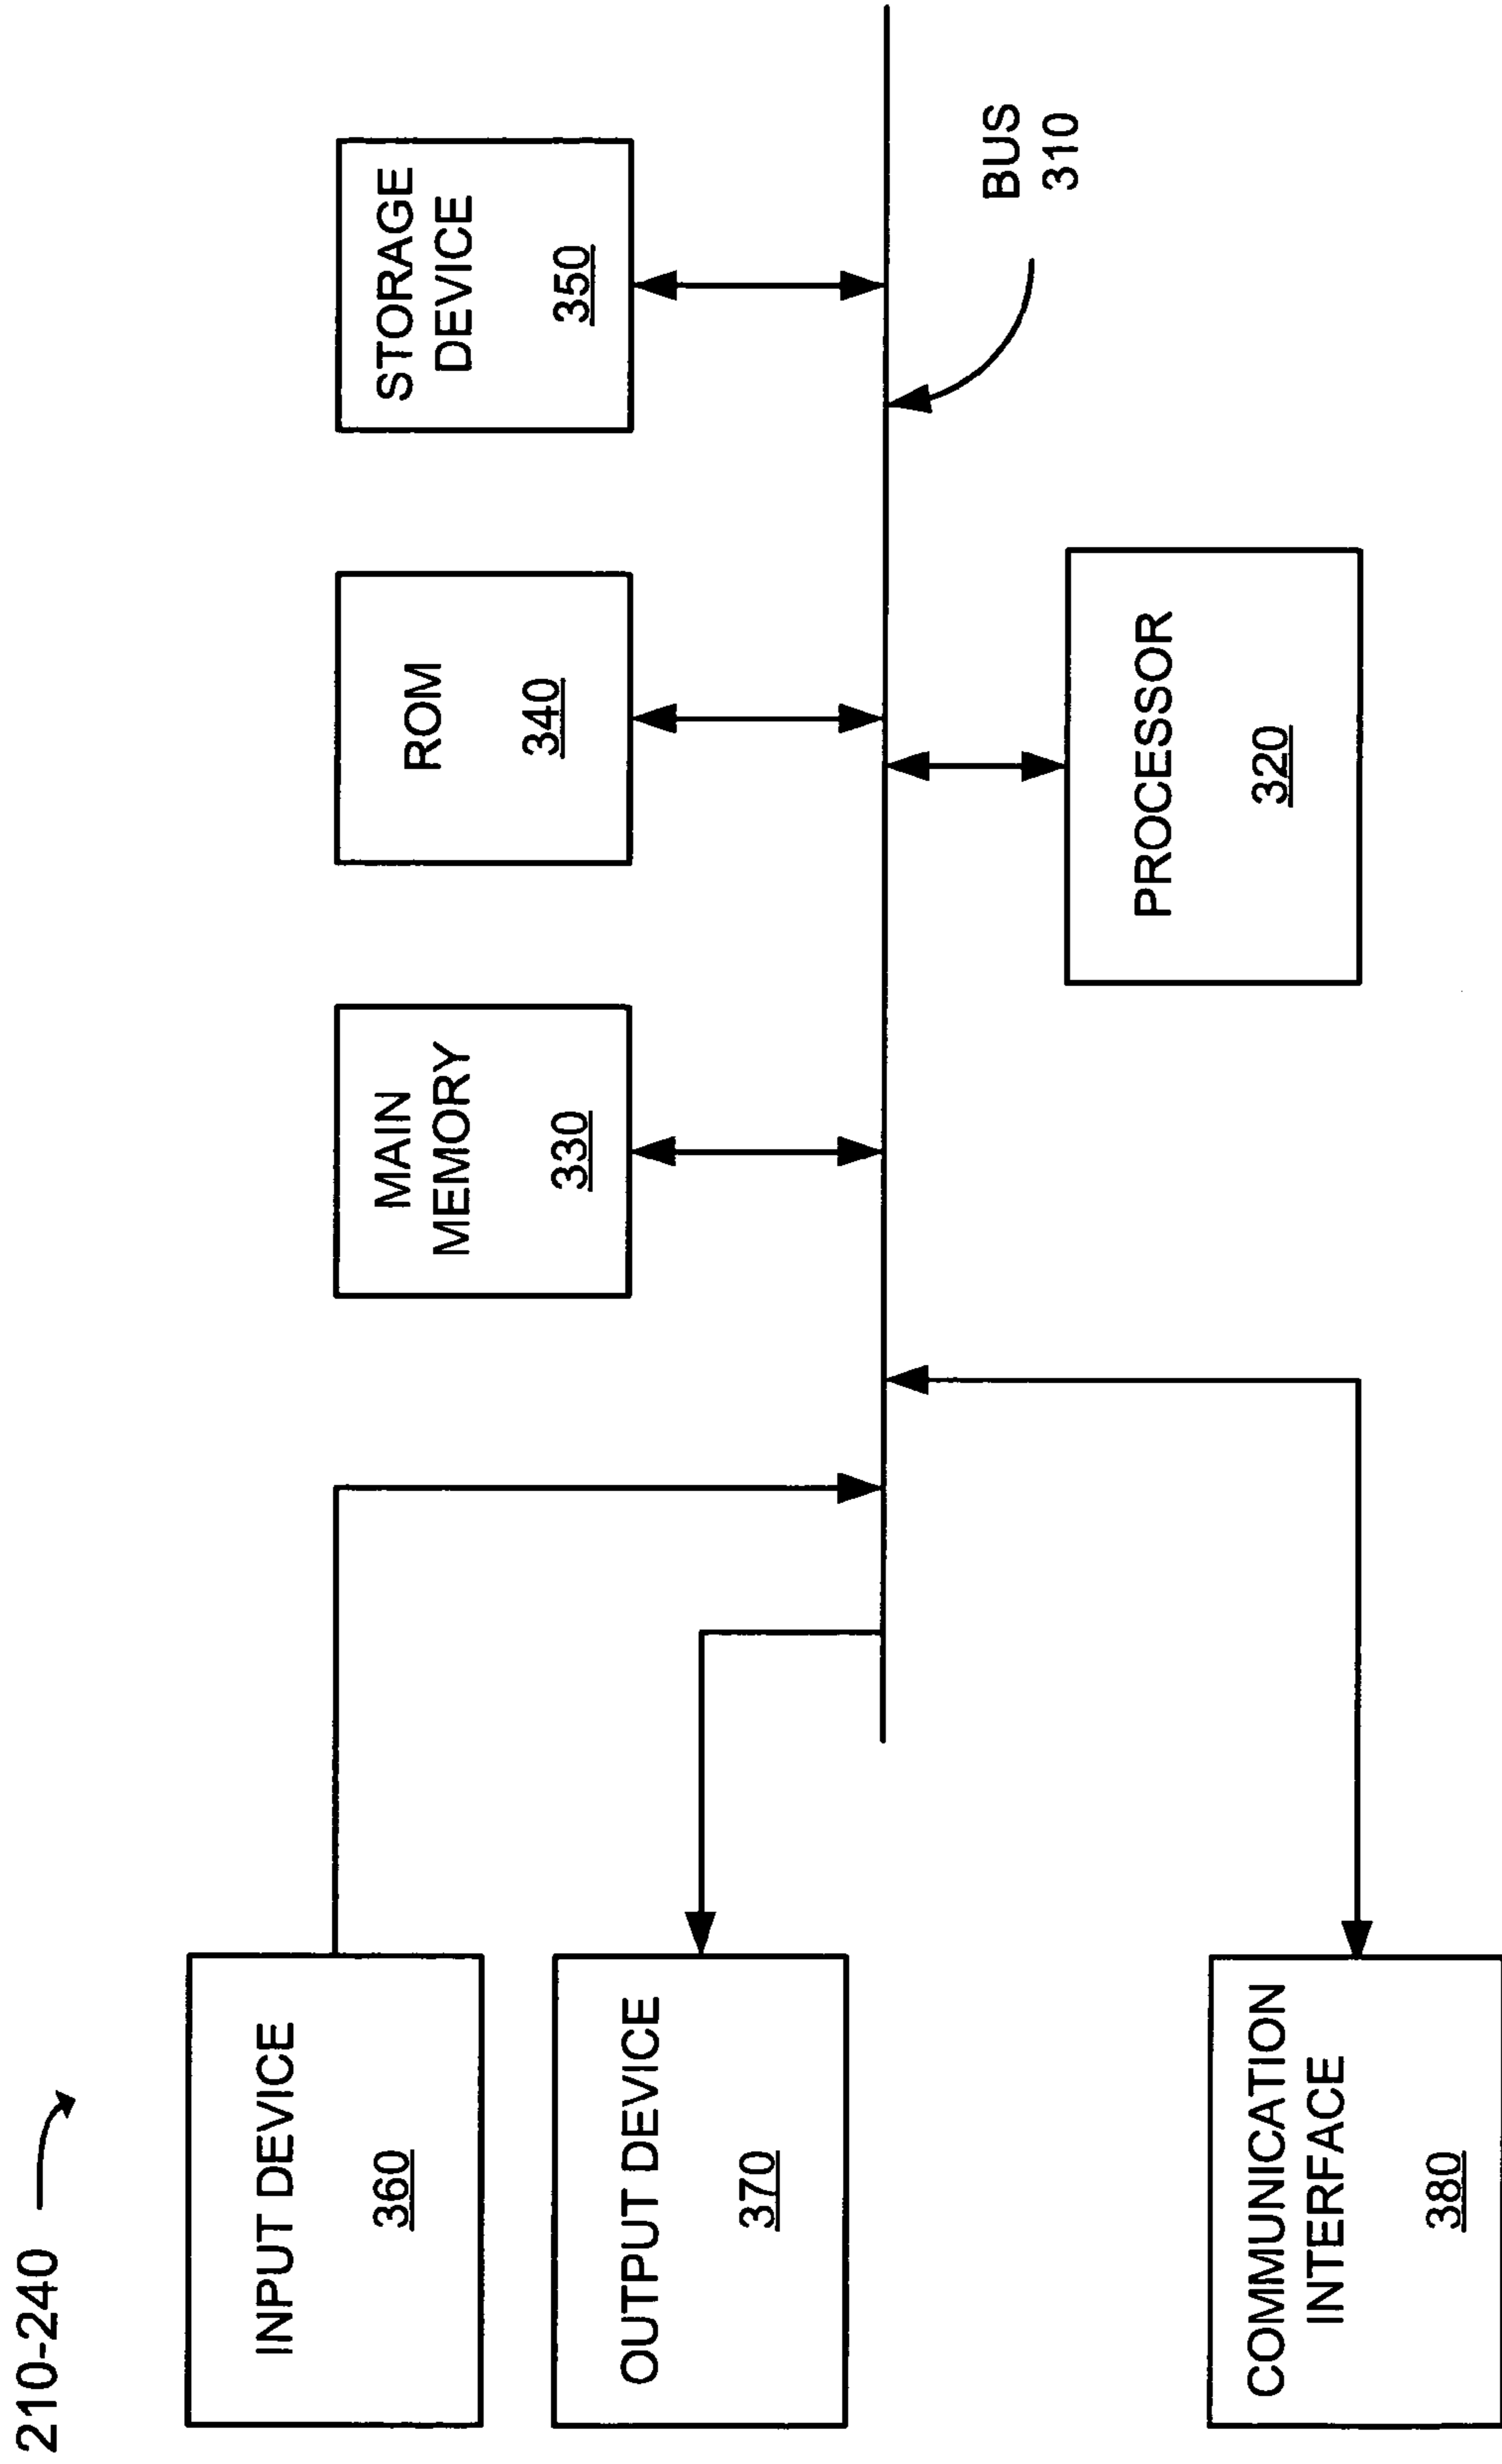 210-240
INPUT DEVICE
360
OUTPUT DEVICE
370
COMMUNICATION
INTERFACE
380
MAIN
MEMORY
330
ROM
340
STORAGE
DEVICE
350
PROCESSOR
320
BUS
310